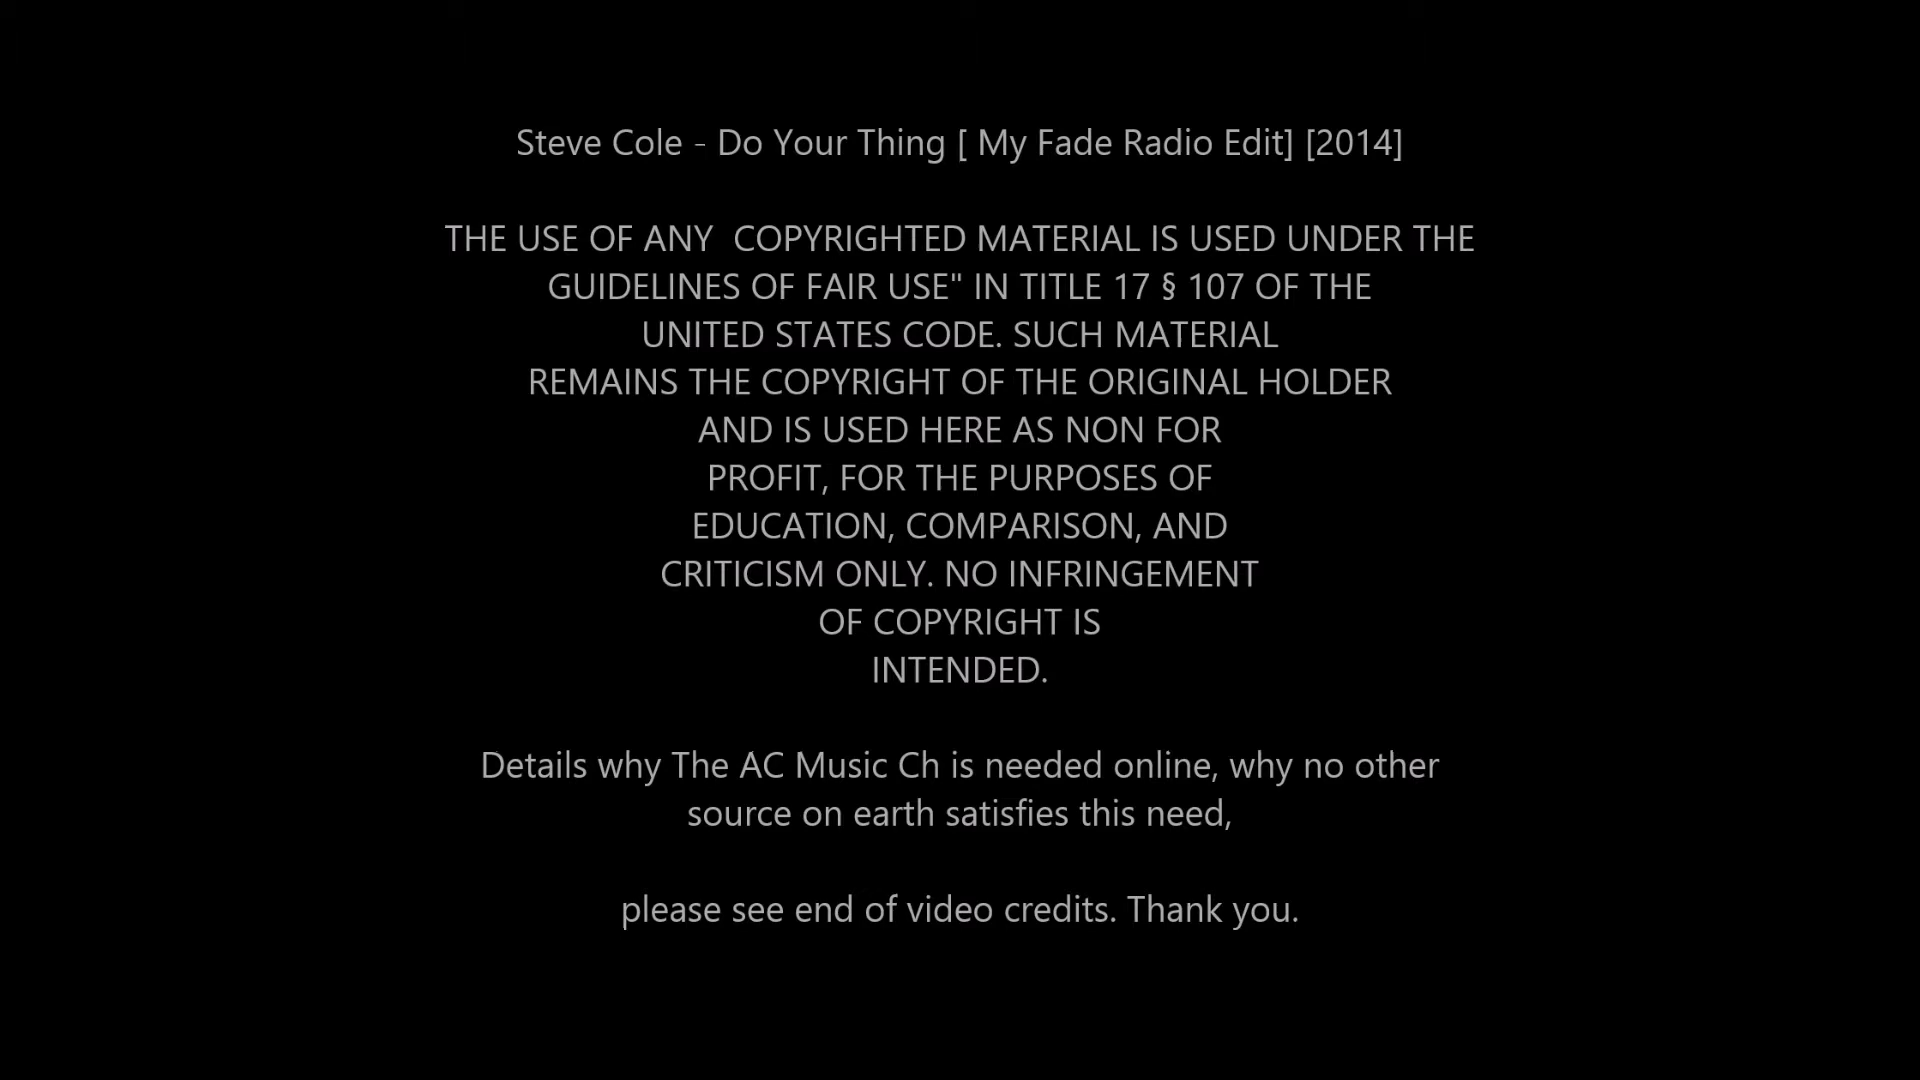 Steve Cole - Do Your Thing [ My Fade Radio Edit] [2014]
THE USE OF ANY  COPYRIGHTED MATERIAL IS USED UNDER THE
GUIDELINES OF FAIR USE" IN TITLE 17 § 107 OF THE
UNITED STATES CODE. SUCH MATERIAL
REMAINS THE COPYRIGHT OF THE ORIGINAL HOLDER
AND IS USED HERE AS NON FOR
PROFIT, FOR THE PURPOSES OF
EDUCATION, COMPARISON, AND
CRITICISM ONLY. NO INFRINGEMENT
OF COPYRIGHT IS
INTENDED.
Details why The AC Music Ch is needed online, why no other
source on earth satisfies this need,
please see end of video credits. Thank you.